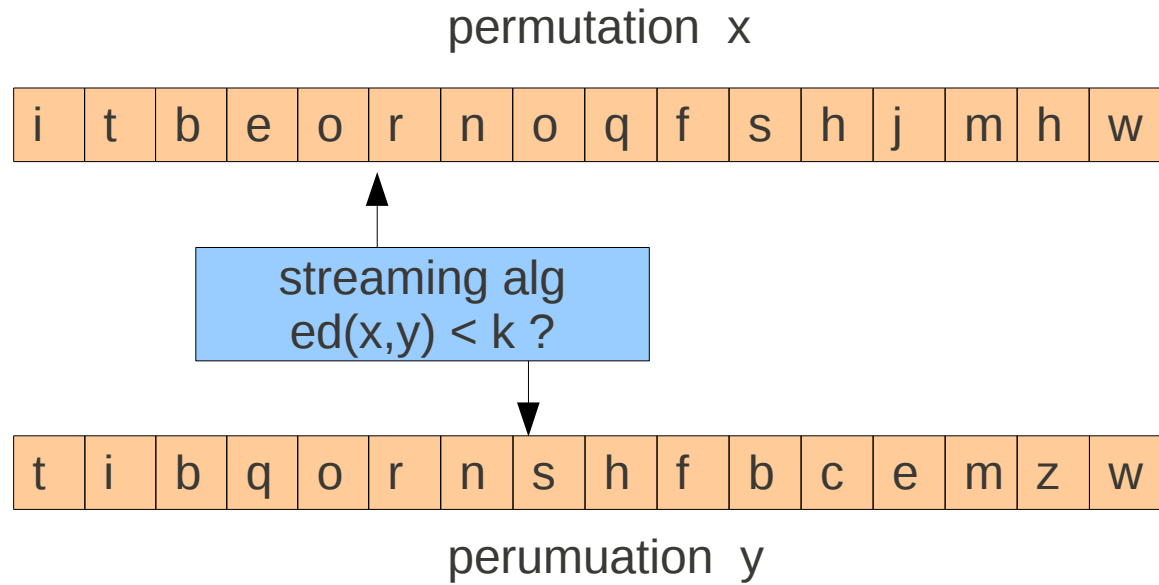 permutation x
i t b e o r n o q f s h j m h w
streaming alg
ed(x,y) < k ?
t i b q o r n s h f b c e m z w
perumuation y